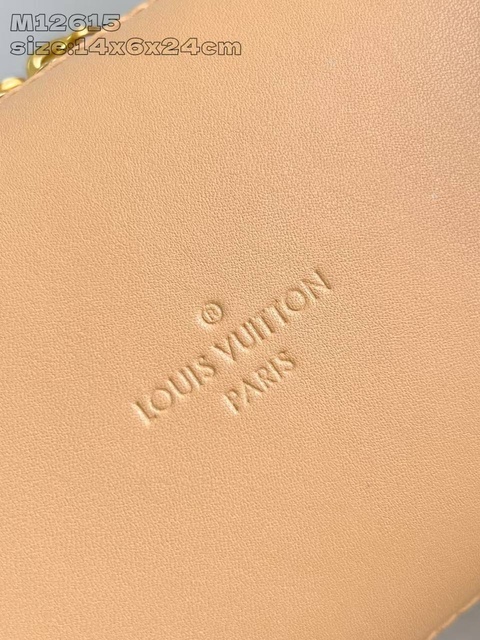 M12615
size:14x6x24cm
®
LOUIS VUITTON
PARIS